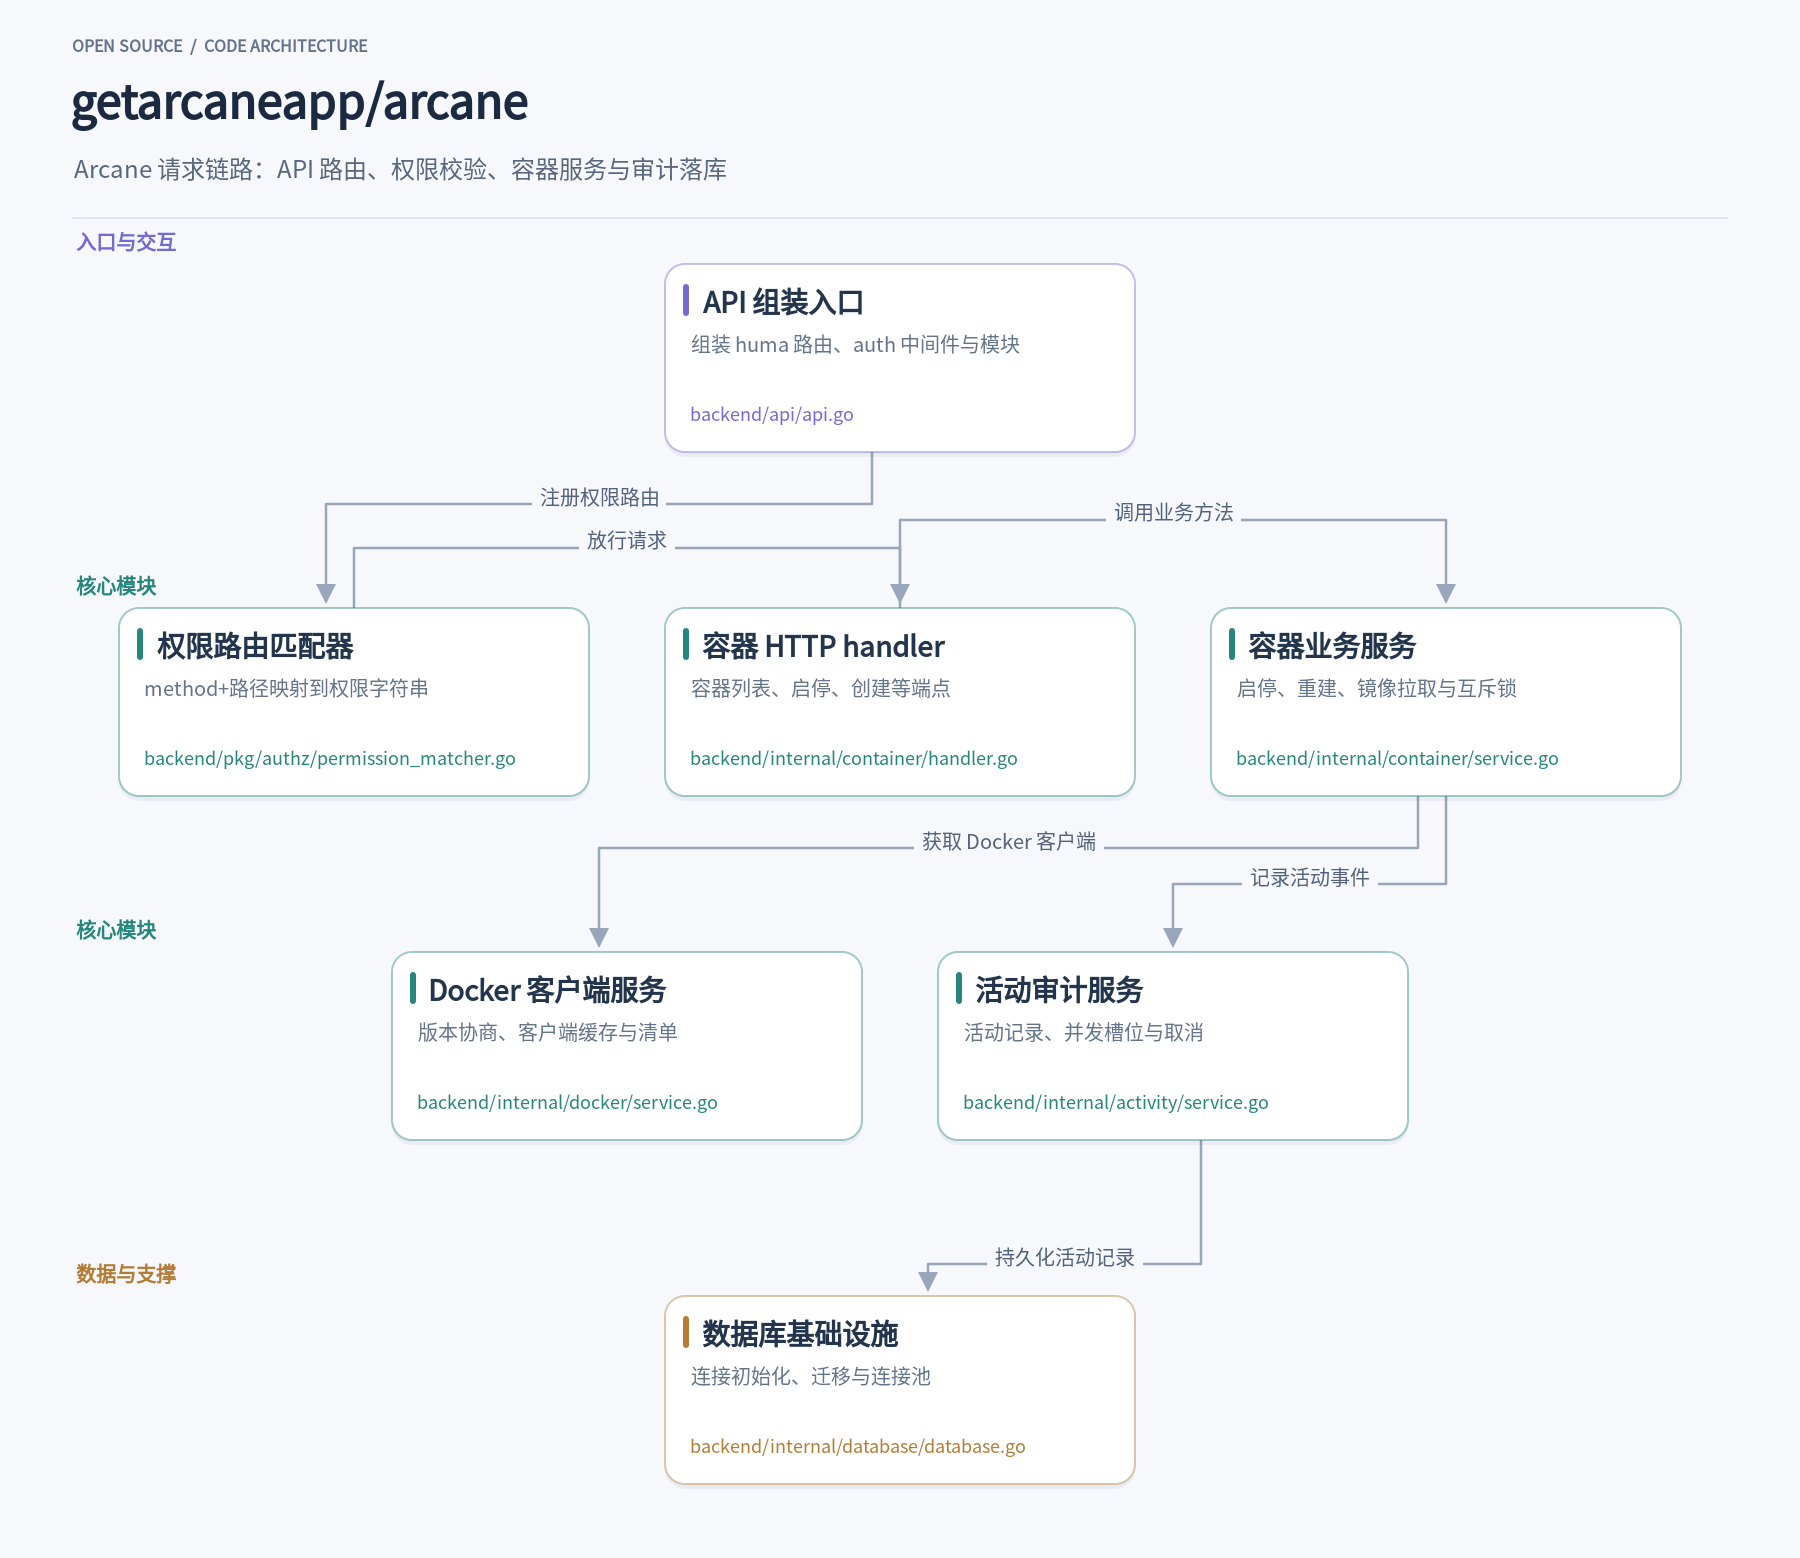 OPEN SOURCE / CODE ARCHITECTURE
getarcaneapp/arcane
Arcane 请求链路：API 路由、权限校验、容器服务与审计落库
入口与交互
API 组装入口
组装 huma 路由、auth 中间件与模块
backend/api/api.go
注册权限路由
调用业务方法
放行请求
核心模块
权限路由匹配器
method+路径映射到权限字符串
backend/pkg/authz/permission_matcher.go
容器 HTTP handler
容器列表、启停、创建等端点
backend/internal/container/handler.go
容器业务服务
启停、重建、镜像拉取与互斥锁
backend/internal/container/service.go
获取 Docker 客户端
记录活动事件
核心模块
Docker 客户端服务
版本协商、客户端缓存与清单
backend/internal/docker/service.go
活动审计服务
活动记录、并发槽位与取消
backend/internal/activity/service.go
持久化活动记录
数据与支撑
数据库基础设施
连接初始化、迁移与连接池
backend/internal/database/database.go